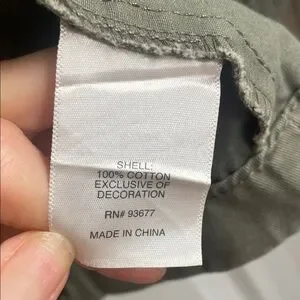 SHELL:
100% COTTON
EXCLUSIVE OF
DECORATION
RN# 93677
MADE IN CHINA